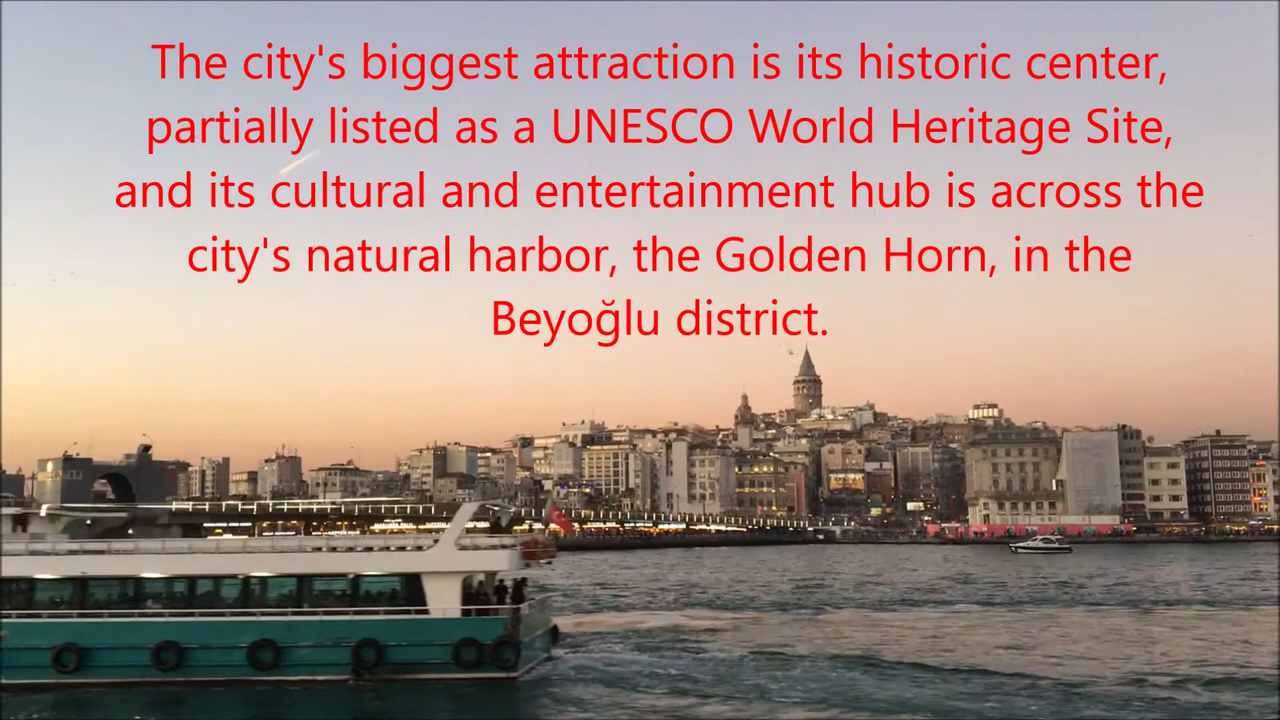 The city's biggest attraction is its historic center,
partially listed as a UNESCO World Heritage Site,
and its cultural and entertainment hub is across the
city's natural harbor, the Golden Horn, in the
Beyoğlu district.